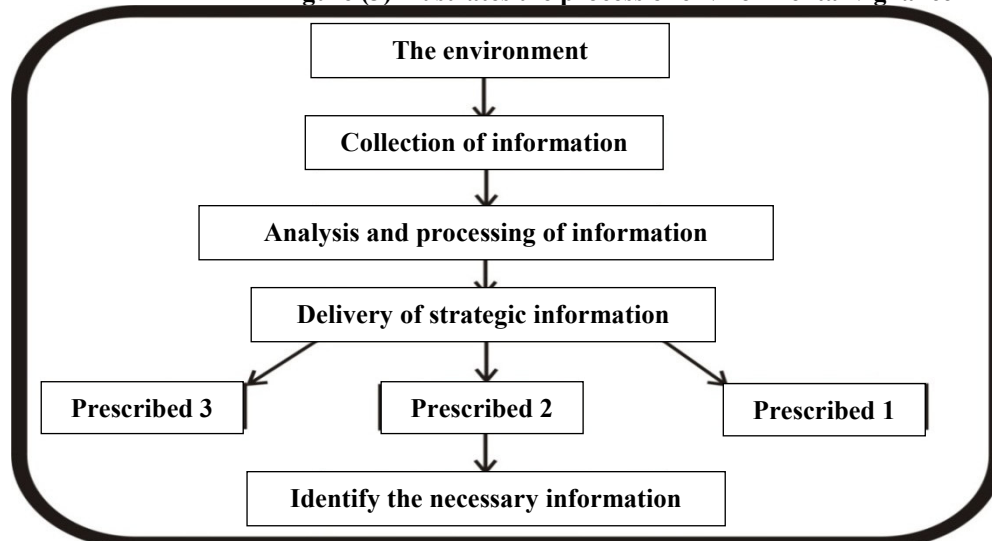 The environment
Collection of information
Analysis and processing of information
Delivery of strategic information
Prescribed 3
Prescribed 2
Prescribed 1
Identify the necessary information